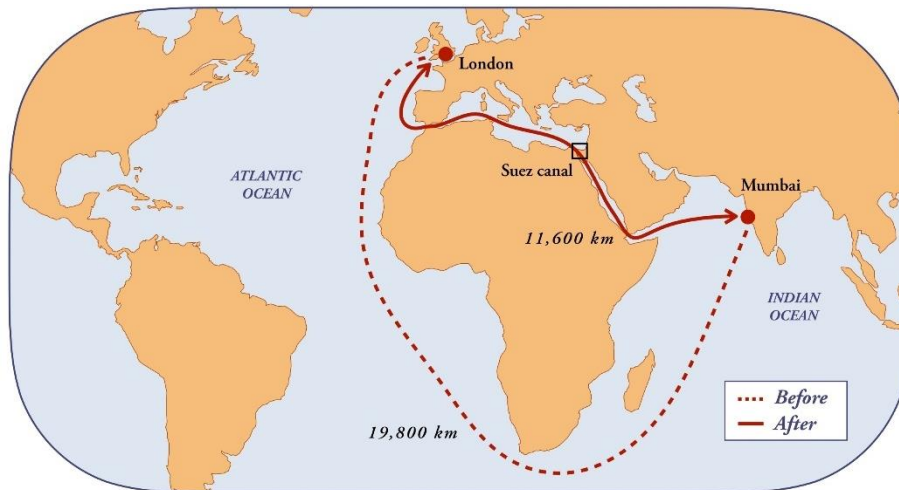 London
Suez canal
ATLANTIC
OCEAN
Mumbai
11,600 km
INDIAN
OCEAN
Before
After
19,800 km